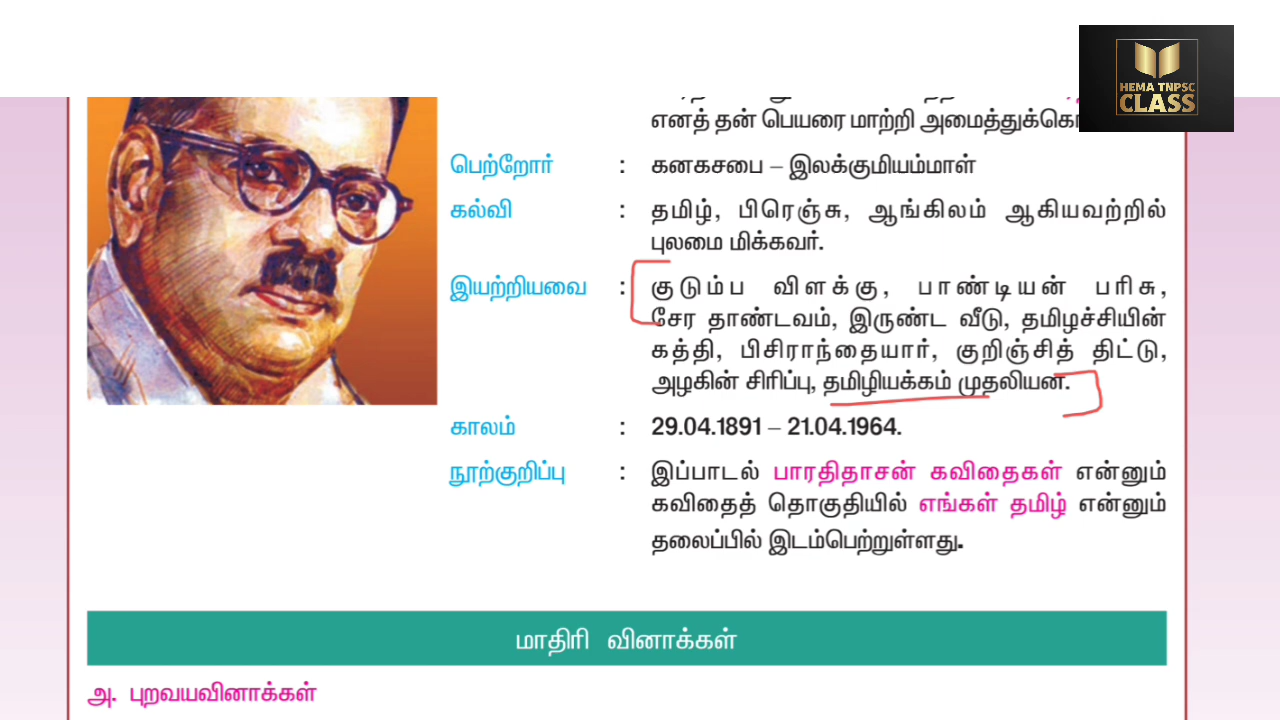 HEMA TNPSC
CLASS
எனத் தன் பெயரை மாற்றி
பெற்றோர் : கனகசபை – இலக்குமியம்மாள்
கல்வி : தமிழ், பிரெஞ்சு, ஆங்கிலம் ஆகியவற்றில்
புலமை மிக்கவர்.
இயற்றியவை : குடும்ப விளக்கு, பாண்டியன் பரிசு,
சேர தாண்டவம், இருண்ட வீடு, தமிழச்சியின்
கத்தி, பிசிராந்தையார், குறிஞ்சித் திட்டு,
அழகின் சிரிப்பு, தமிழியக்கம் முதலியன.
காலம் : 29.04.1891 – 21.04.1964.
நூற்குறிப்பு : இப்பாடல் பாரதிதாசன் கவிதைகள் என்னும்
கவிதைத் தொகுதியில் எங்கள் தமிழ் என்னும்
தலைப்பில் இடம்பெற்றுள்ளது.
மாதிரி வினாக்கள்
அ. புறவயவினாக்கள்